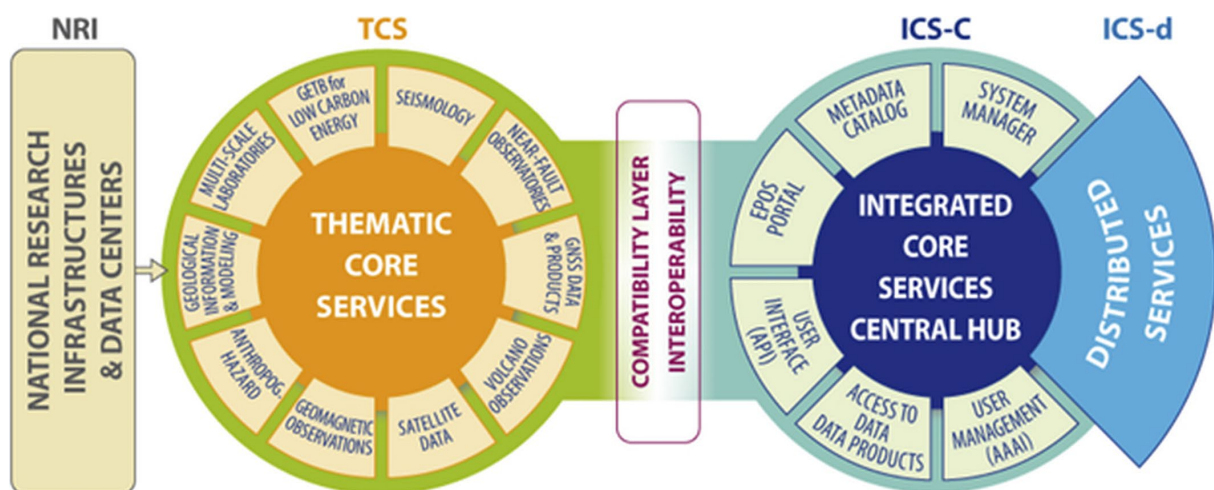 NRI
NATIONAL RESEARCH
INFRASTRUCTURES
& DATA CENTERS
TCS
GETB for
LOW CARBON
ENERGY
SEISMOLOGY
NEAR-FAULT
OBSERVATORIES
GNSS DATA
& PRODUCTS
VOLCANO
OBSERVATIONS
SATELLITE
DATA
GEOMAGNETIC
OBSERVATIONS
ANTHROPOG.
HAZARD
GEOLOGICAL
INFORMATION
& MODELING
MULTI-SCALE
LABORATORIES
THEMATIC
CORE
SERVICES
COMPATIBILITY LAYER
INTEROPERABILITY
ICS-C
METADATA
CATALOG
SYSTEM
MANAGER
EPOS
PORTAL
USER
INTERFACE
(API)
ACCESS TO
DATA
DATA PRODUCTS
USER
MANAGEMENT
(AAAI)
INTEGRATED
CORE
SERVICES
CENTRAL HUB
ICS-d
DISTRIBUTED
SERVICES